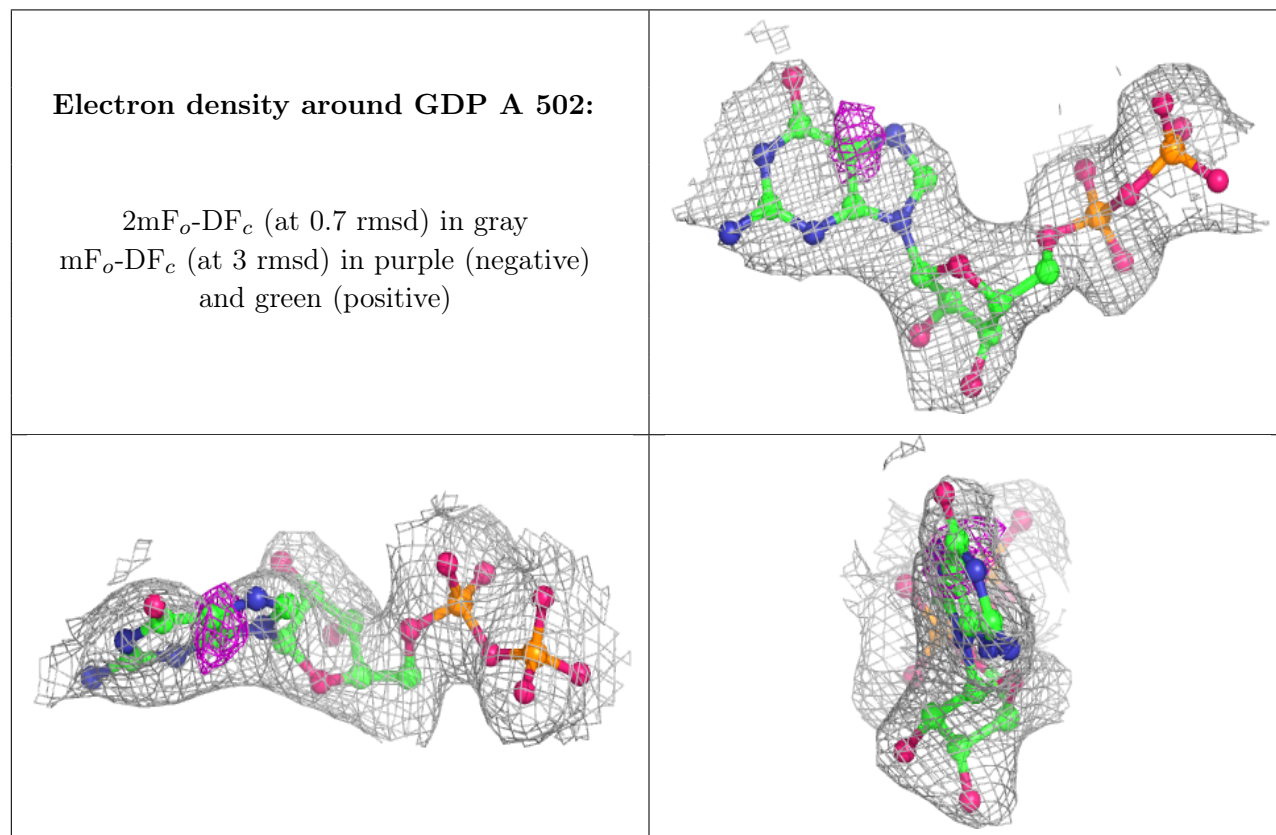 Electron density around GDP A 502:
2mFo-DFc (at 0.7 rmsd) in gray
mFo-DFc (at 3 rmsd) in purple (negative)
and green (positive)